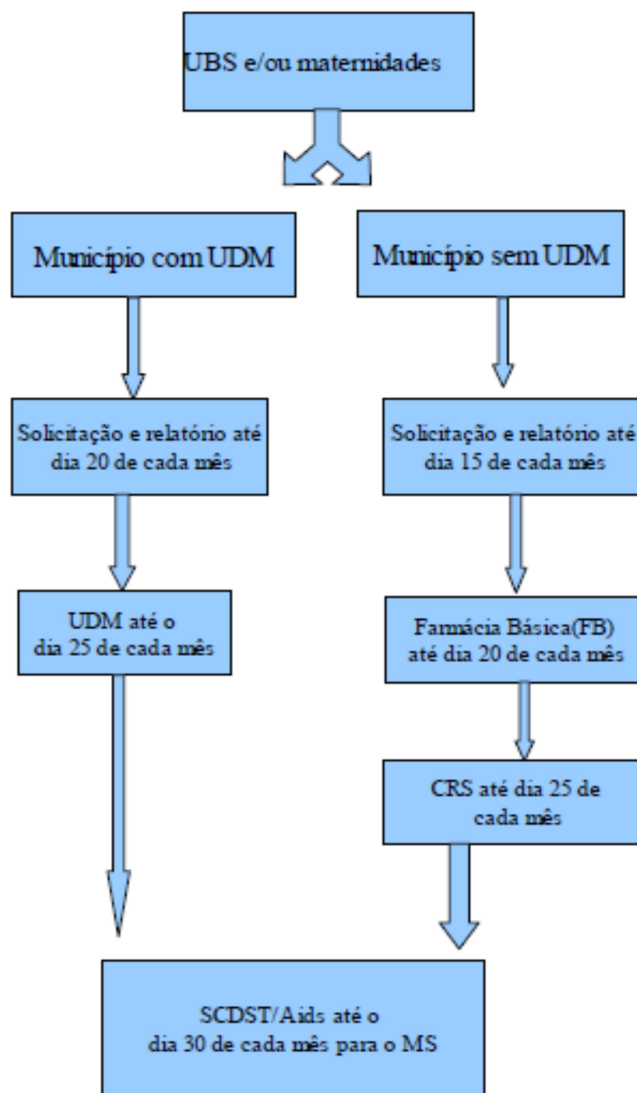 UBS e/ou maternidades
Município com UDM
Município sem UDM
Solicitação e relatório até
dia 20 de cada mês
Solicitação e relatório até
dia 15 de cada mês
UDM até o
dia 25 de cada mês
Farmácia Básica(FB)
até dia 20 de cada mês
CRS até dia 25 de
cada mês
SCDST/Aids até o
dia 30 de cada mês para o MS